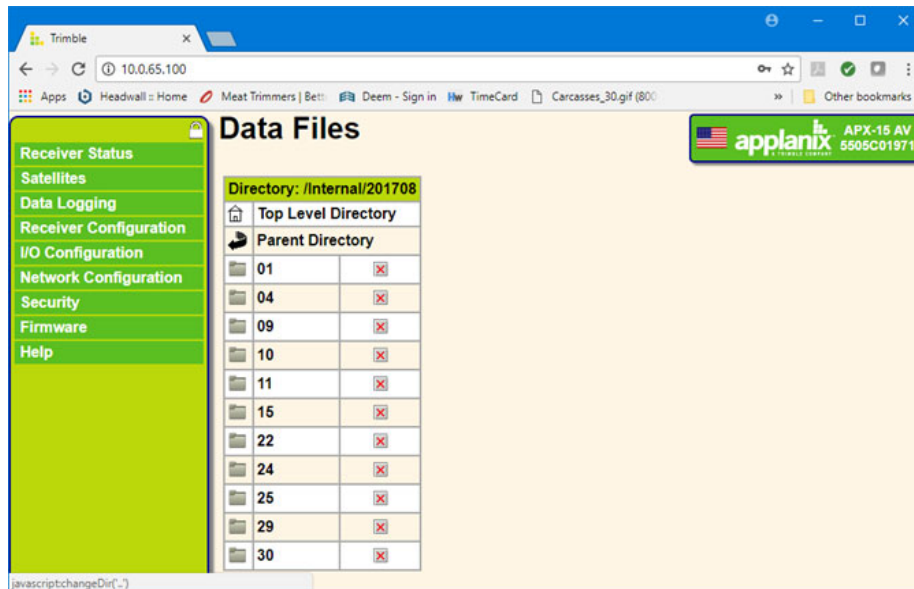 Trimble
10.0.65.100
Apps Headwall :: Home Meat Trimmers | Bett Deem - Sign in Hw TimeCard Carcasses_30.gif (800 » Other bookmarks
Data Files
applanix
A TRIMBLE COMPANY
APX-15 AV
5505C01971
Receiver Status
Satellites
Data Logging
Receiver Configuration
I/O Configuration
Network Configuration
Security
Firmware
Help
Directory: /Internal/201708
Top Level Directory
Parent Directory
01
04
09
10
11
15
22
24
25
29
30
javascript:changeDir('..')